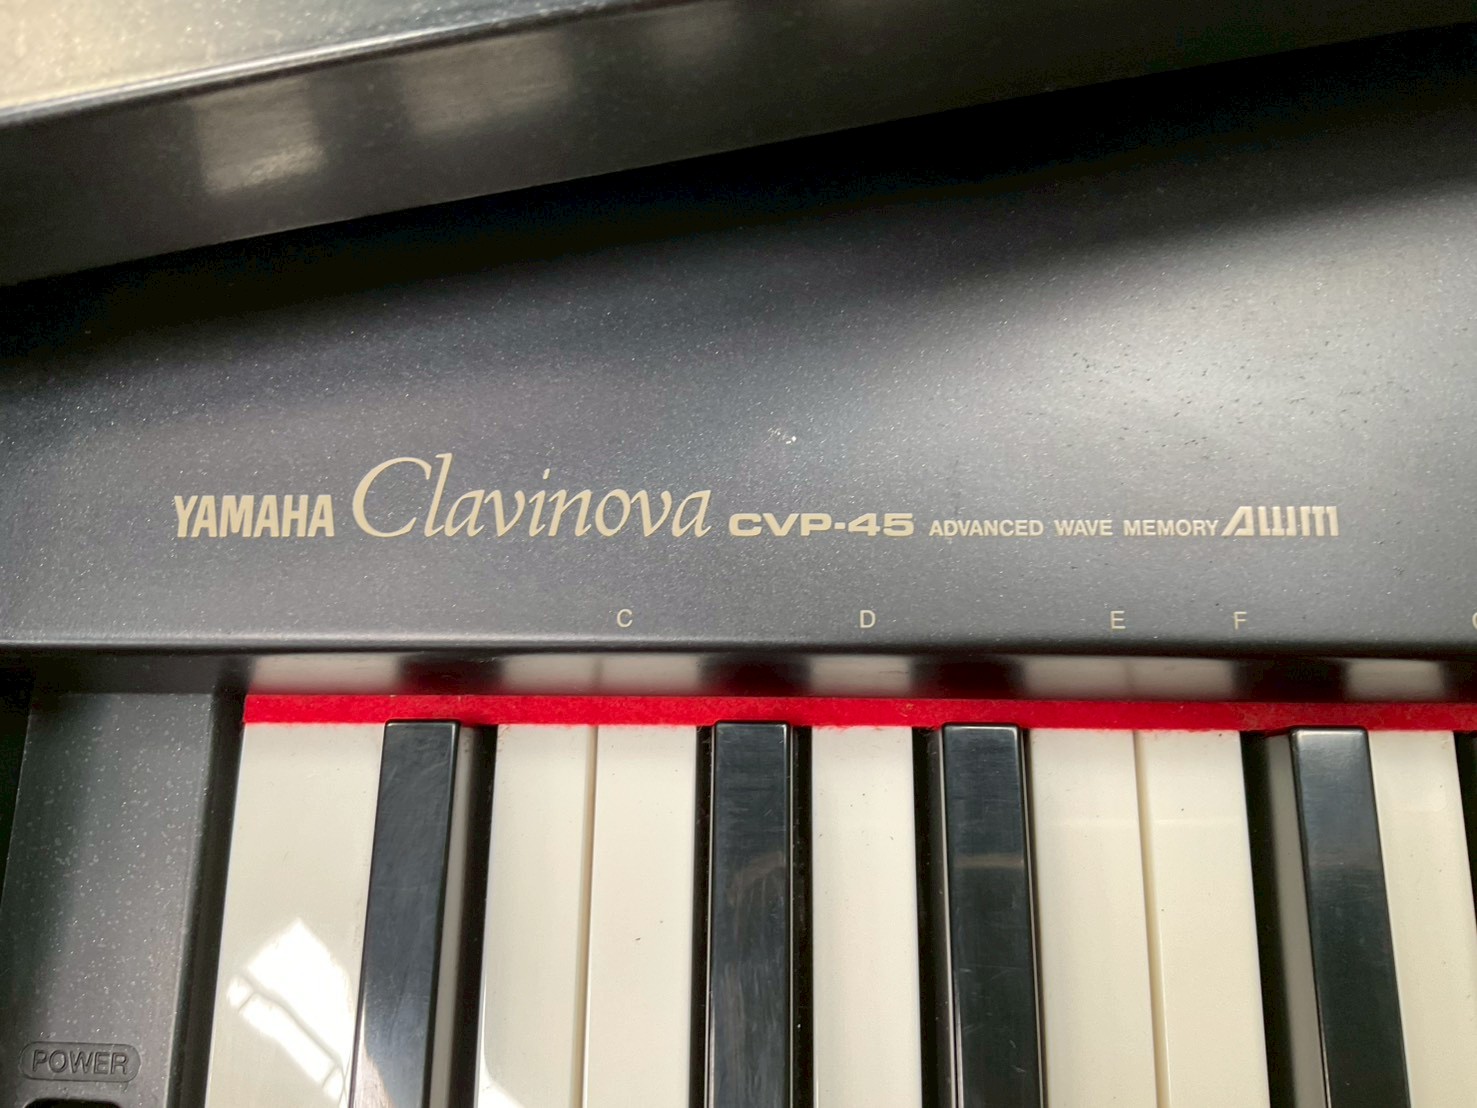 YAMAHA Clavinova CVP-45 ADVANCED WAVE MEMORY AWM
C D E F
POWER